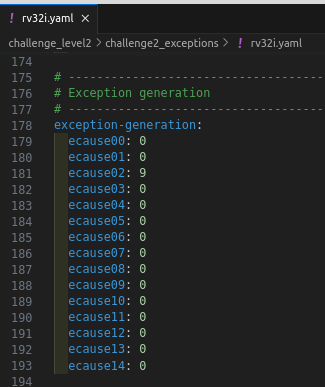 ! rv32i.yaml ×
challenge_level2 > challenge2_exceptions > ! rv32i.yaml
174
175 # ------------------------------------
176 # Exception generation
177 # ------------------------------------
178 exception-generation:
179 ecause00: 0
180 ecause01: 0
181 ecause02: 9
182 ecause03: 0
183 ecause04: 0
184 ecause05: 0
185 ecause06: 0
186 ecause07: 0
187 ecause08: 0
188 ecause09: 0
189 ecause10: 0
190 ecause11: 0
191 ecause12: 0
192 ecause13: 0
193 ecause14: 0
194